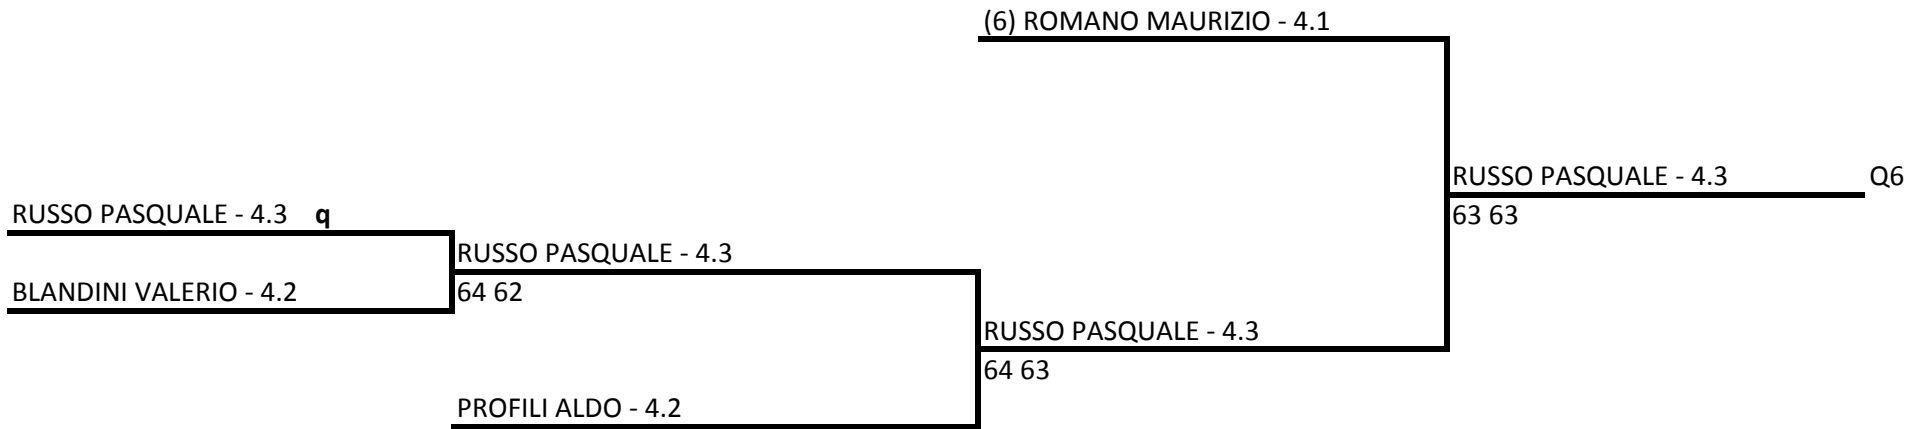 (6) ROMANO MAURIZIO - 4.1
RUSSO PASQUALE - 4.3 Q6
RUSSO PASQUALE - 4.3 q
63 63
RUSSO PASQUALE - 4.3
BLANDINI VALERIO - 4.2
64 62
RUSSO PASQUALE - 4.3
64 63
PROFILI ALDO - 4.2